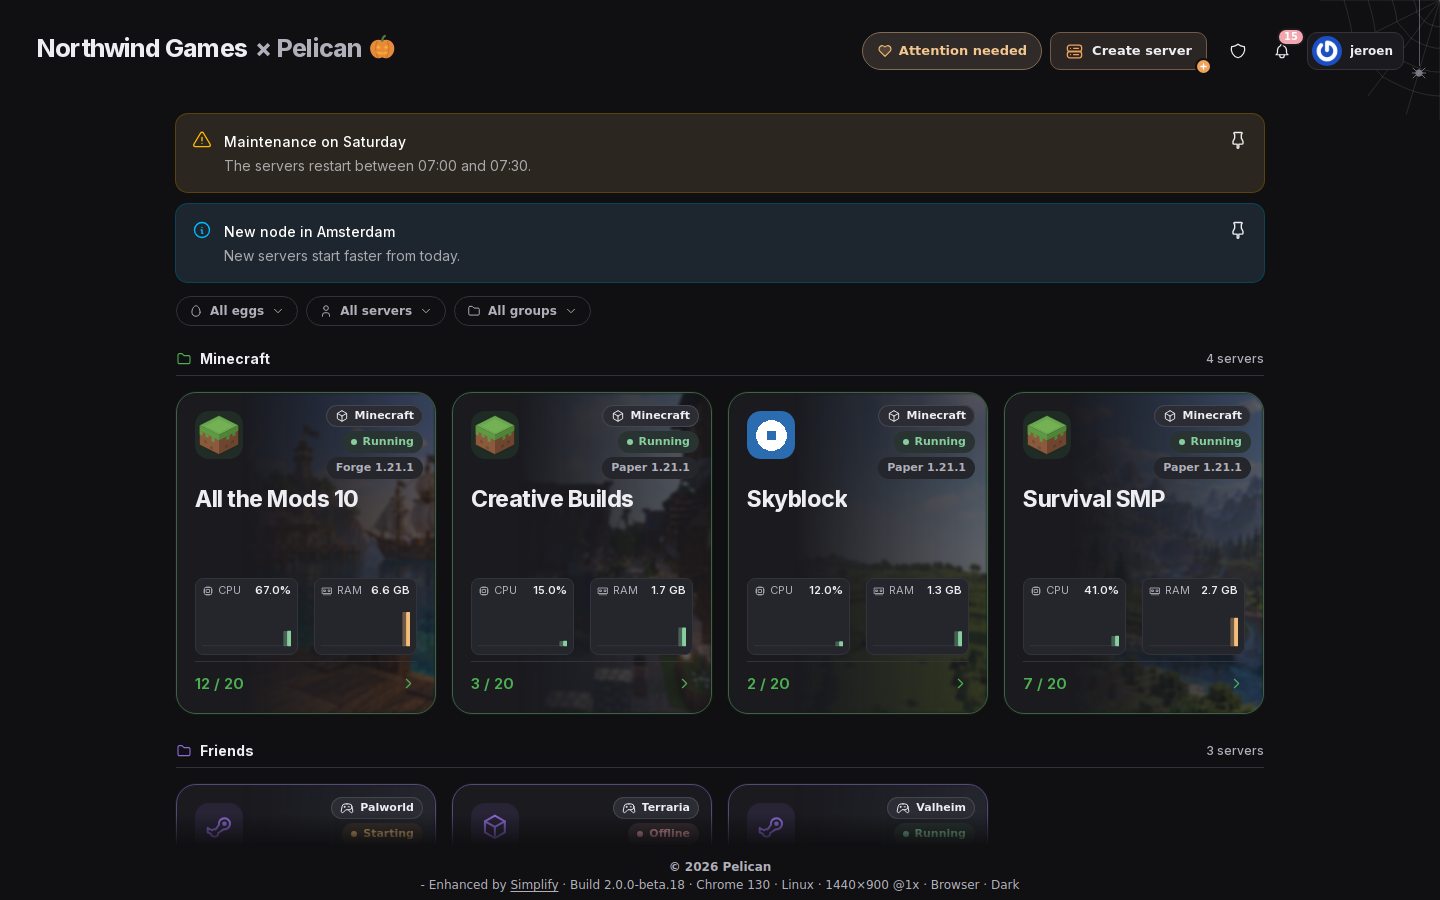 Northwind Games × Pelican
Attention needed
Create server
15
jeroen
Maintenance on Saturday
The servers restart between 07:00 and 07:30.
New node in Amsterdam
New servers start faster from today.
All eggs
All servers
All groups
Minecraft
4 servers
Minecraft
Running
Forge 1.21.1
All the Mods 10
CPU 67.0%
RAM 6.6 GB
12 / 20
Minecraft
Running
Paper 1.21.1
Creative Builds
CPU 15.0%
RAM 1.7 GB
3 / 20
Minecraft
Running
Paper 1.21.1
Skyblock
CPU 12.0%
RAM 1.3 GB
2 / 20
Minecraft
Running
Paper 1.21.1
Survival SMP
CPU 41.0%
RAM 2.7 GB
7 / 20
Friends
3 servers
Palworld
Starting
Terraria
Offline
Valheim
Running
© 2026 Pelican
- Enhanced by Simplify · Build 2.0.0-beta.18 · Chrome 130 · Linux · 1440×900 @1x · Browser · Dark